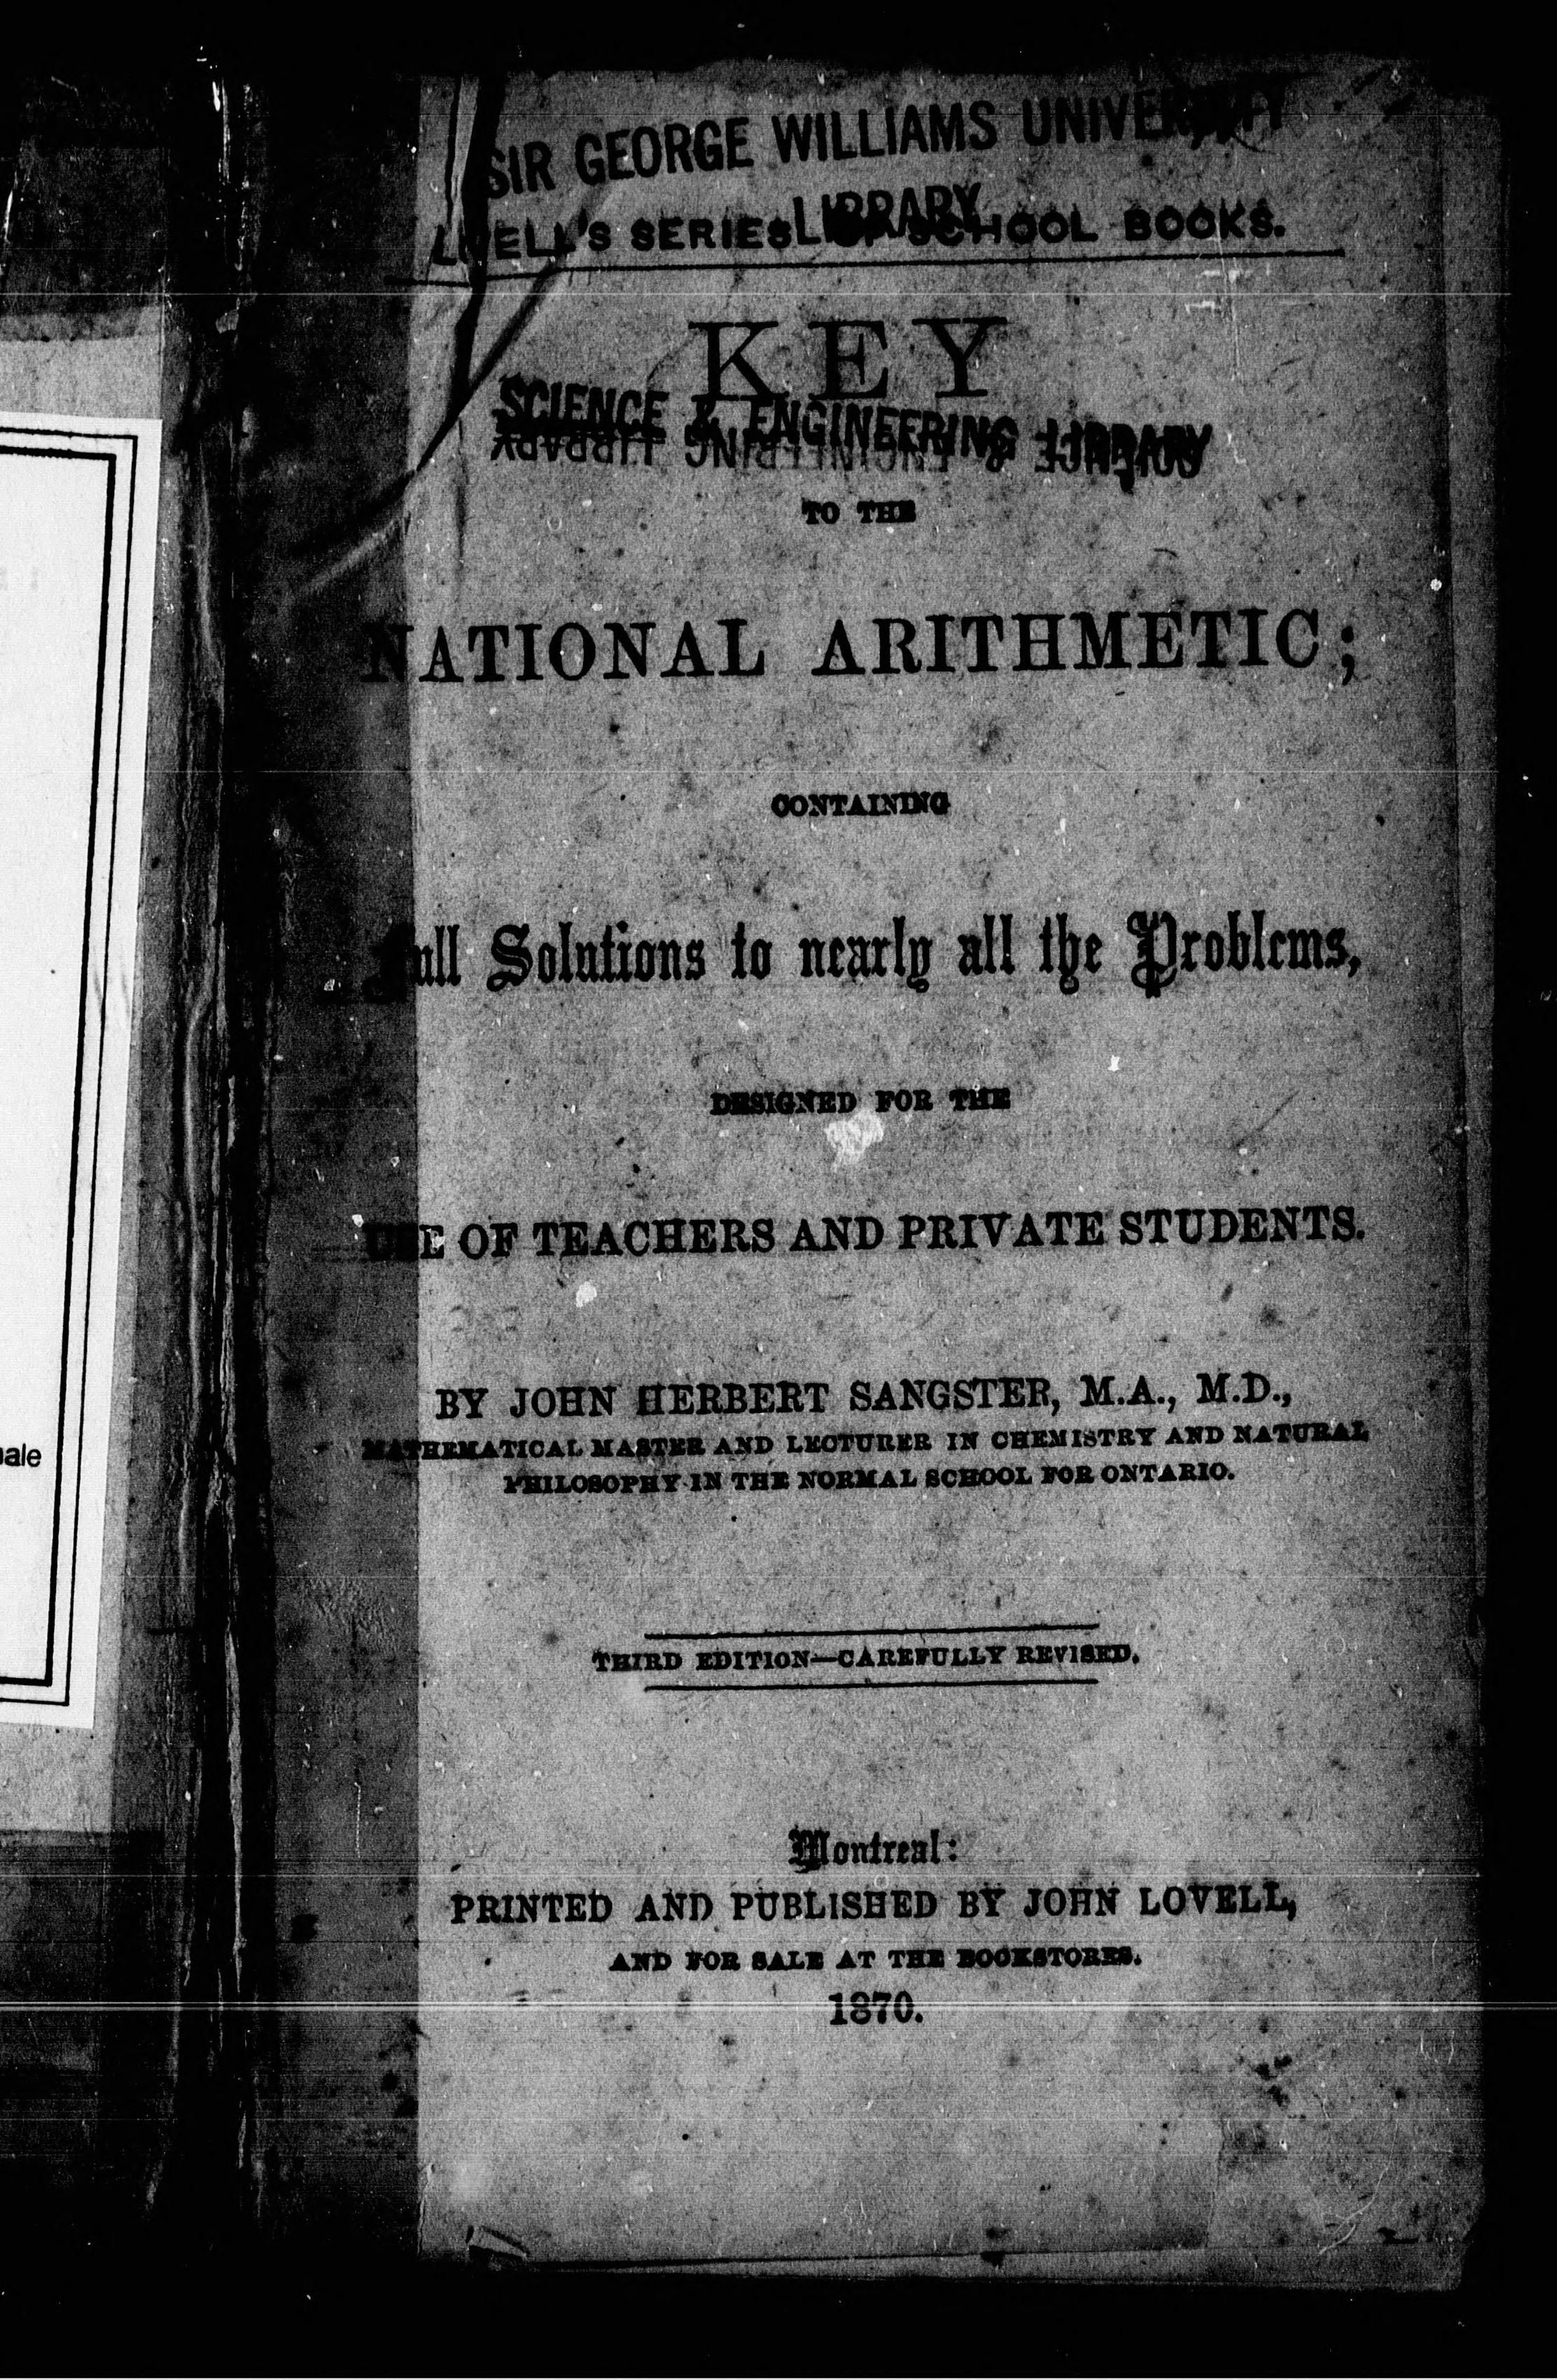 SIR GEORGE WILLIAMS UNIVERSITY
LIBRARY
LOVELL'S SERIES OF SCHOOL BOOKS.
KEY
SCIENCE & ENGINEERING LIBRARY
SCIENCE & ENGINEERING LIBRARY
TO THE
NATIONAL ARITHMETIC;
CONTAINING
Full Solutions to nearly all the Problems,
DESIGNED FOR THE
USE OF TEACHERS AND PRIVATE STUDENTS.
BY JOHN HERBERT SANGSTER, M.A., M.D.,
MATHEMATICAL MASTER AND LECTURER IN CHEMISTRY AND NATURAL
PHILOSOPHY IN THE NORMAL SCHOOL FOR ONTARIO.
THIRD EDITION—CAREFULLY REVISED.
Montreal:
PRINTED AND PUBLISHED BY JOHN LOVELL,
AND FOR SALE AT THE BOOKSTORES.
1870.